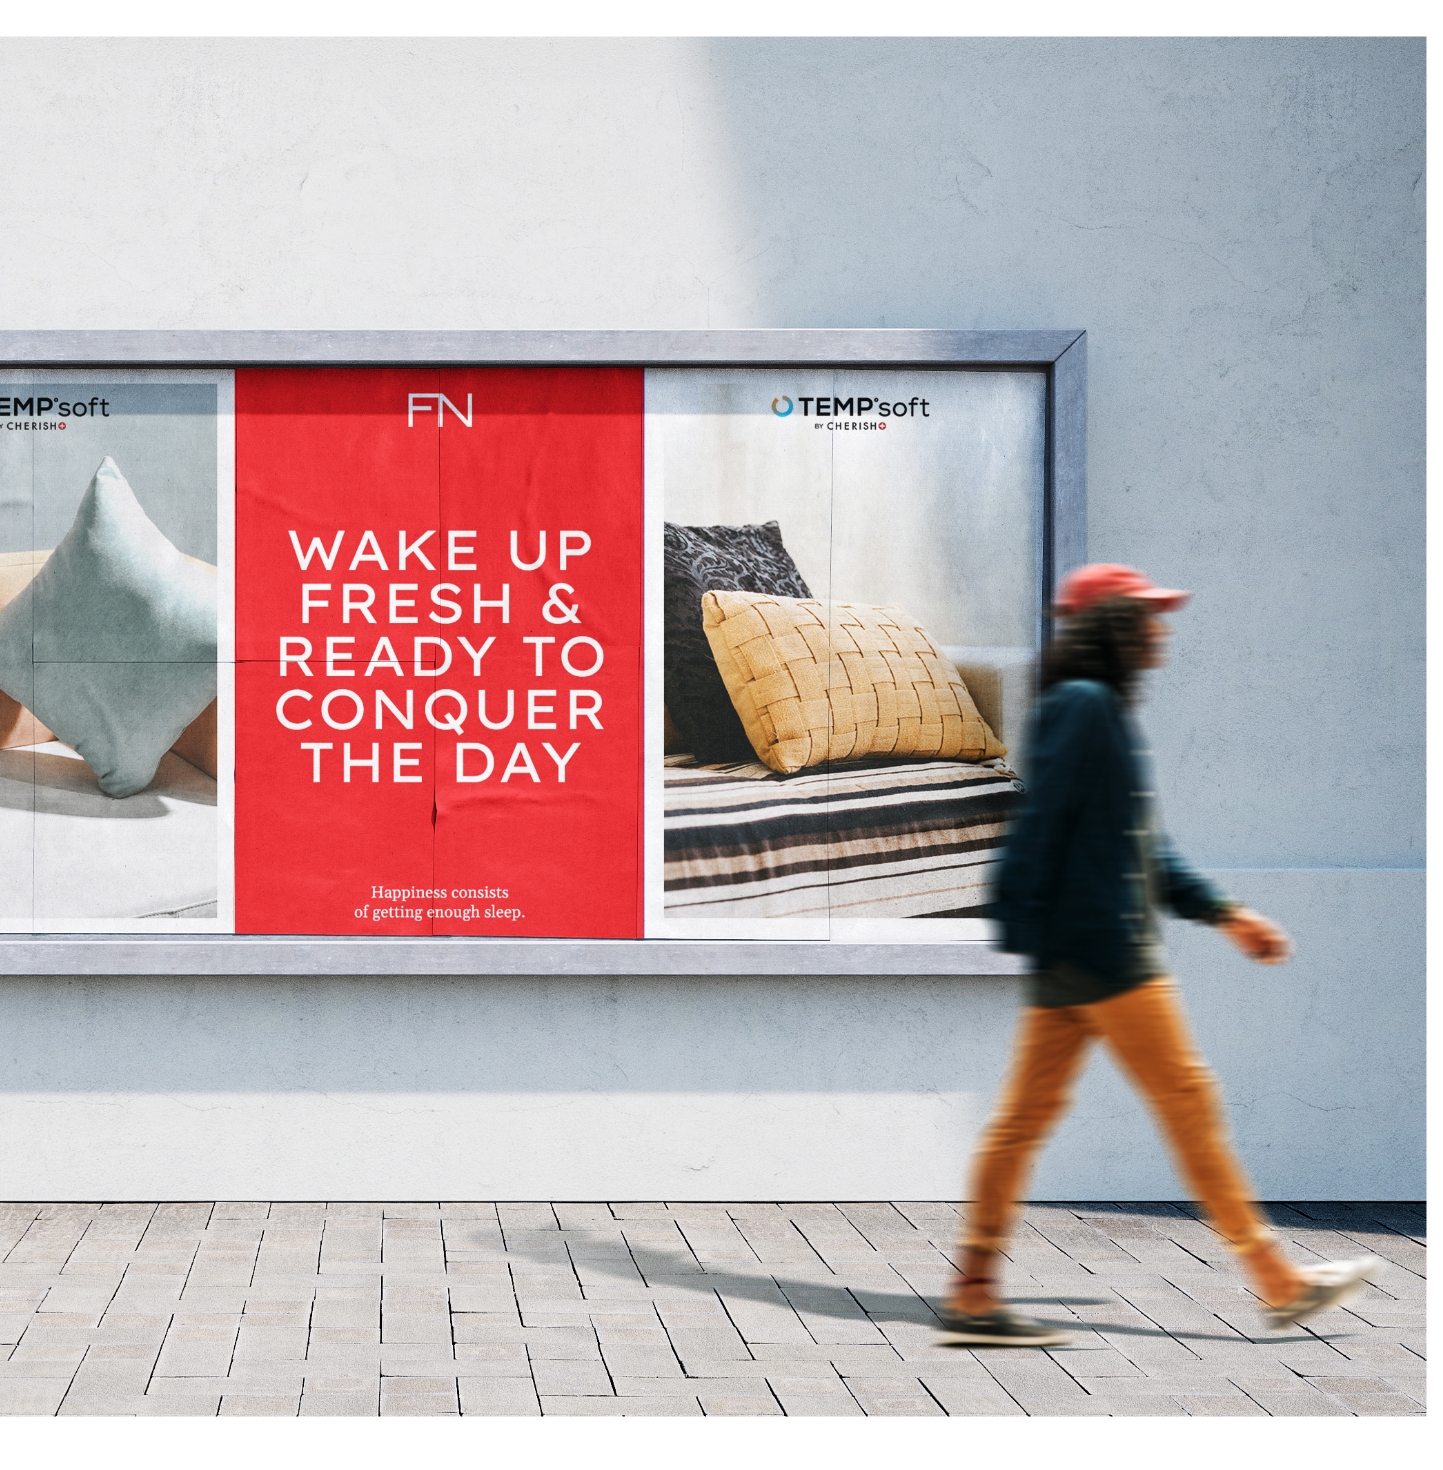 EMP°soft
Y CHERISH
FN
WAKE UP
FRESH &
READY TO
CONQUER
THE DAY
Happiness consists
of getting enough sleep.
TEMP°soft
BY CHERISH